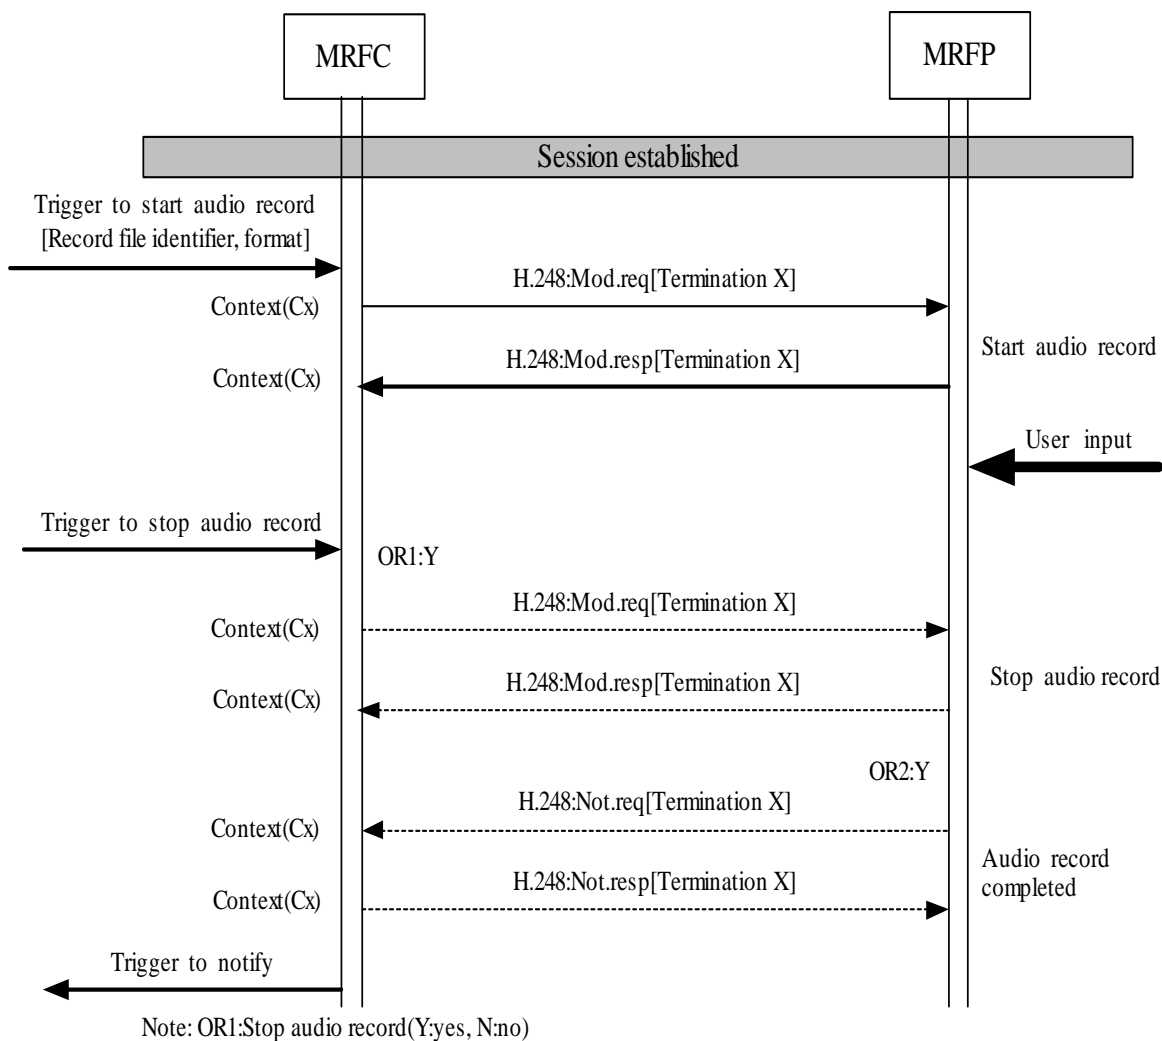 MRFC
MRFP
Session established
Trigger to start audio record
[Record file identifier, format]
H.248:Mod.req[Termination X]
Context(Cx)
Start audio record
H.248:Mod.resp[Termination X]
Context(Cx)
User input
Trigger to stop audio record
OR1:Y
H.248:Mod.req[Termination X]
Context(Cx)
Stop audio record
H.248:Mod.resp[Termination X]
Context(Cx)
OR2:Y
H.248:Not.req[Termination X]
Context(Cx)
Audio record
completed
H.248:Not.resp[Termination X]
Context(Cx)
Trigger to notify
Note: OR1:Stop audio record(Y:yes, N:no)